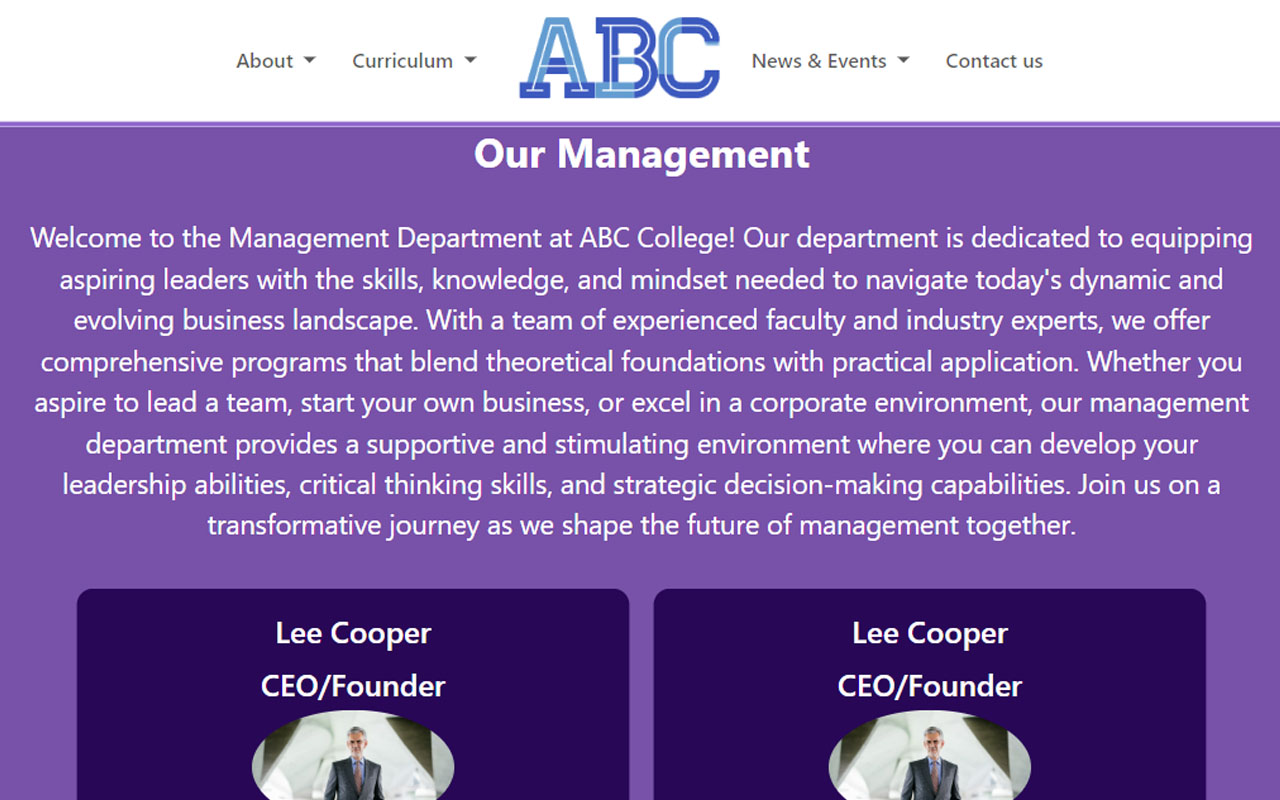 About
Curriculum
ABC
News & Events
Contact us
Our Management
Welcome to the Management Department at ABC College! Our department is dedicated to equipping
aspiring leaders with the skills, knowledge, and mindset needed to navigate today's dynamic and
evolving business landscape. With a team of experienced faculty and industry experts, we offer
comprehensive programs that blend theoretical foundations with practical application. Whether you
aspire to lead a team, start your own business, or excel in a corporate environment, our management
department provides a supportive and stimulating environment where you can develop your
leadership abilities, critical thinking skills, and strategic decision-making capabilities. Join us on a
transformative journey as we shape the future of management together.
Lee Cooper
CEO/Founder
Lee Cooper
CEO/Founder